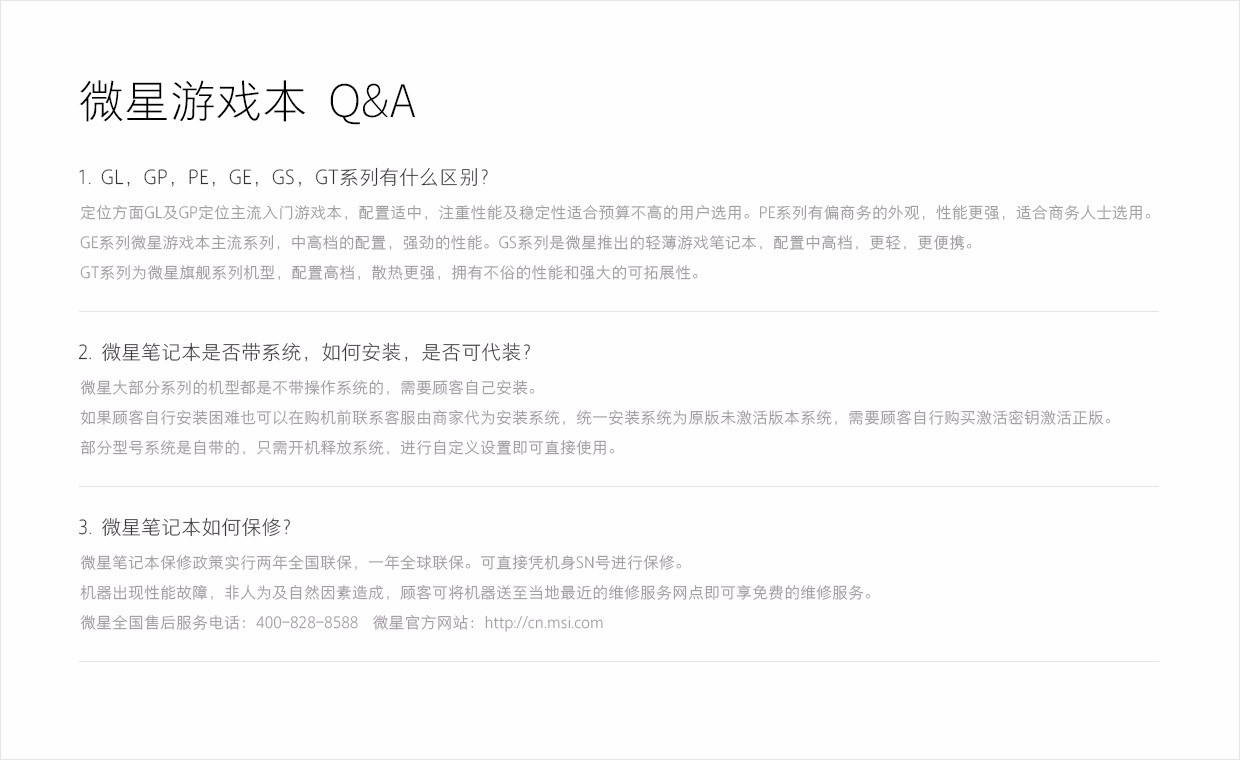 微星游戏本 Q&A
1. GL，GP，PE，GE，GS，GT系列有什么区别？
定位方面GL及GP定位主流入门游戏本，配置适中，注重性能及稳定性适合预算不高的用户选用。PE系列有偏商务的外观，性能更强，适合商务人士选用。
GE系列微星游戏本主流系列，中高档的配置，强劲的性能。GS系列是微星推出的轻薄游戏笔记本，配置中高档，更轻，更便携。
GT系列为微星旗舰系列机型，配置高档，散热更强，拥有不俗的性能和强大的可拓展性。
2. 微星笔记本是否带系统，如何安装，是否可代装？
微星大部分系列的机型都是不带操作系统的，需要顾客自己安装。
如果顾客自行安装困难也可以在购机前联系客服由商家代为安装系统，统一安装系统为原版未激活版本系统，需要顾客自行购买激活密钥激活正版。
部分型号系统是自带的，只需开机释放系统，进行自定义设置即可直接使用。
3. 微星笔记本如何保修？
微星笔记本保修政策实行两年全国联保，一年全球联保。可直接凭机身SN号进行保修。
机器出现性能故障，非人为及自然因素造成，顾客可将机器送至当地最近的维修服务网点即可享免费的维修服务。
微星全国售后服务电话：400-828-8588 微星官方网站：http://cn.msi.com